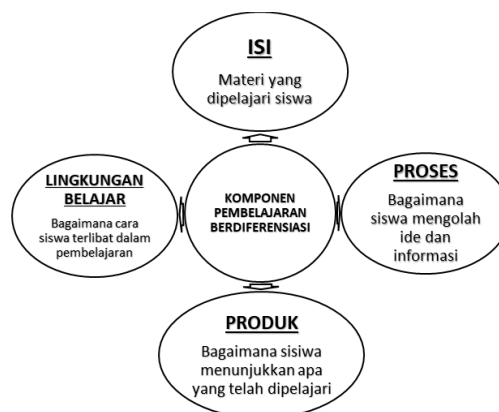 ISI
Materi yang
dipelajari siswa
LINGKUNGAN
BELAJAR
Bagaimana cara
siswa terlibat dalam
pembelajaran
KOMPONEN
PEMBELAJARAN
BERDIFERENSIASI
PROSES
Bagaimana
siswa mengolah
ide dan
informasi
PRODUK
Bagaimana sisiwa
menunjukkan apa
yang telah dipelajari